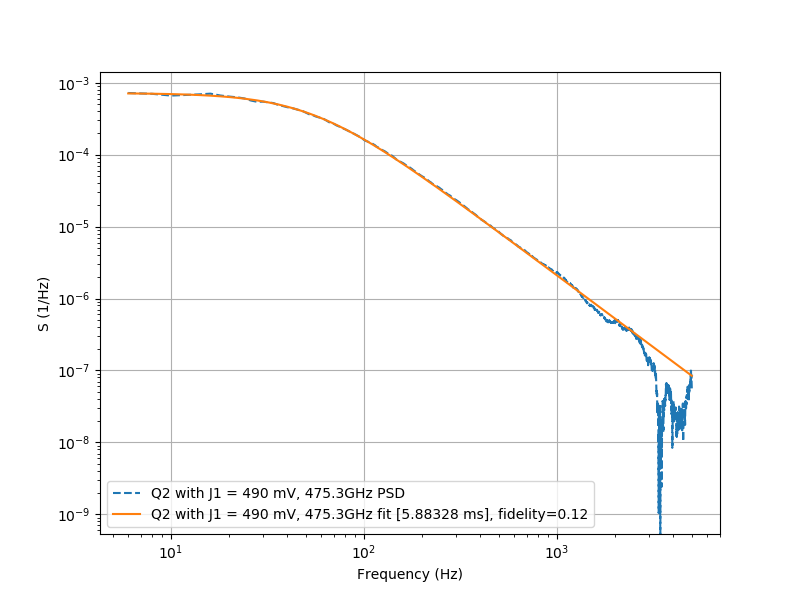 10⁻³
10⁻⁴
10⁻⁵
10⁻⁶
10⁻⁷
10⁻⁸
10⁻⁹
S (1/Hz)
Q2 with J1 = 490 mV, 475.3GHz PSD
Q2 with J1 = 490 mV, 475.3GHz fit [5.88328 ms], fidelity=0.12
10¹ 10² 10³
Frequency (Hz)